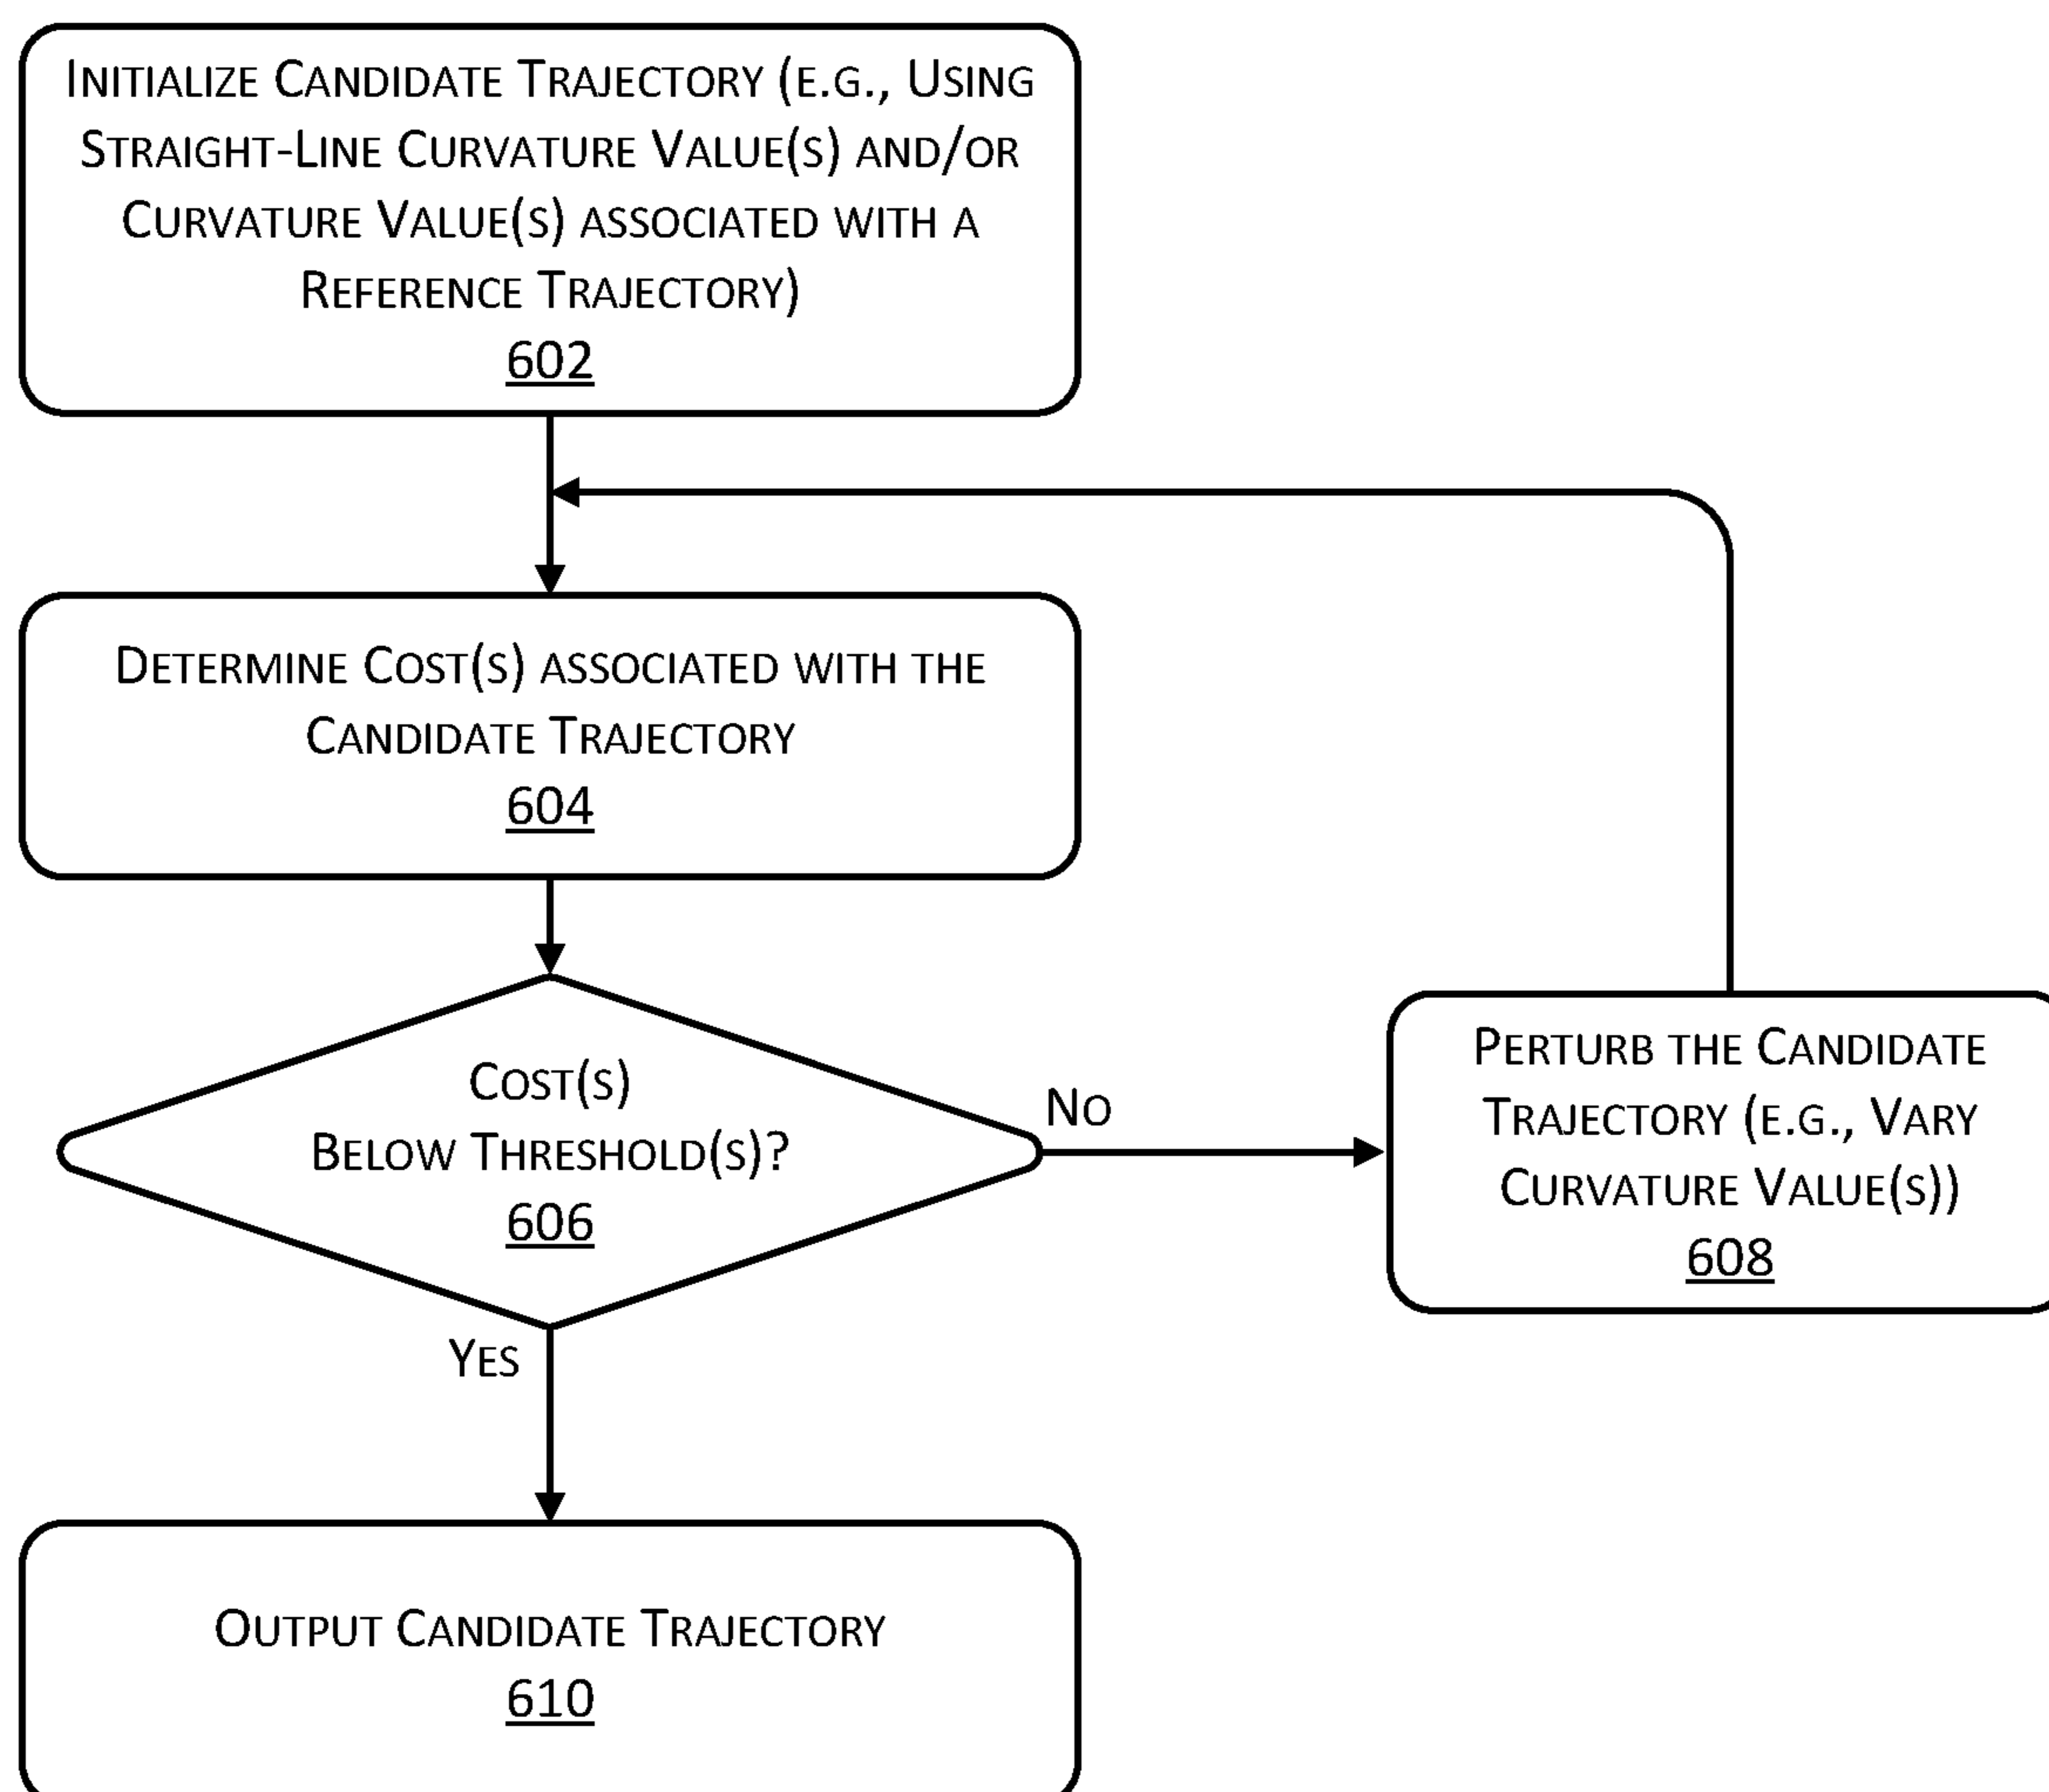 Initialize Candidate Trajectory (e.g., Using
Straight-Line Curvature Value(s) and/or
Curvature Value(s) associated with a
Reference Trajectory)
602
Determine Cost(s) associated with the
Candidate Trajectory
604
Cost(s)
Below Threshold(s)?
606
No
Perturb the Candidate
Trajectory (e.g., Vary
Curvature Value(s))
608
Yes
Output Candidate Trajectory
610